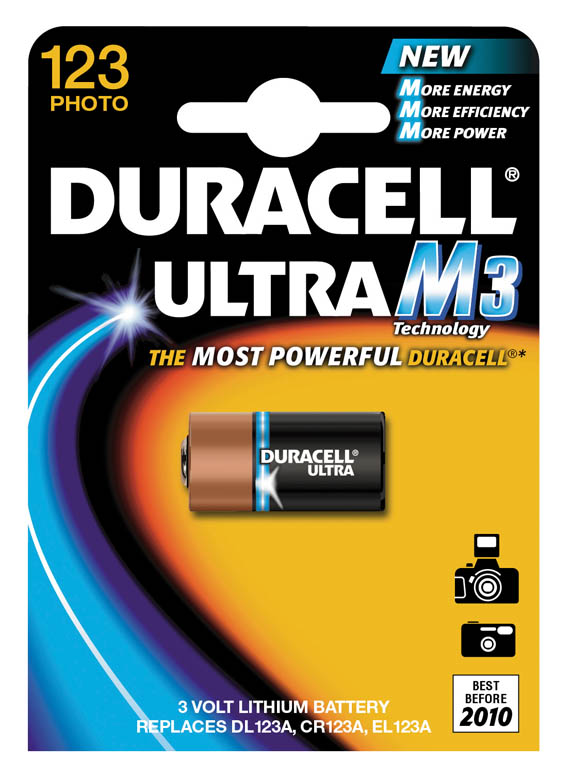 123
PHOTO
NEW
MORE ENERGY
MORE EFFICIENCY
MORE POWER
DURACELL®
ULTRA M3
Technology
THE MOST POWERFUL DURACELL®*
DURACELL®
ULTRA
3 VOLT LITHIUM BATTERY
REPLACES DL123A, CR123A, EL123A
BEST
BEFORE
2010